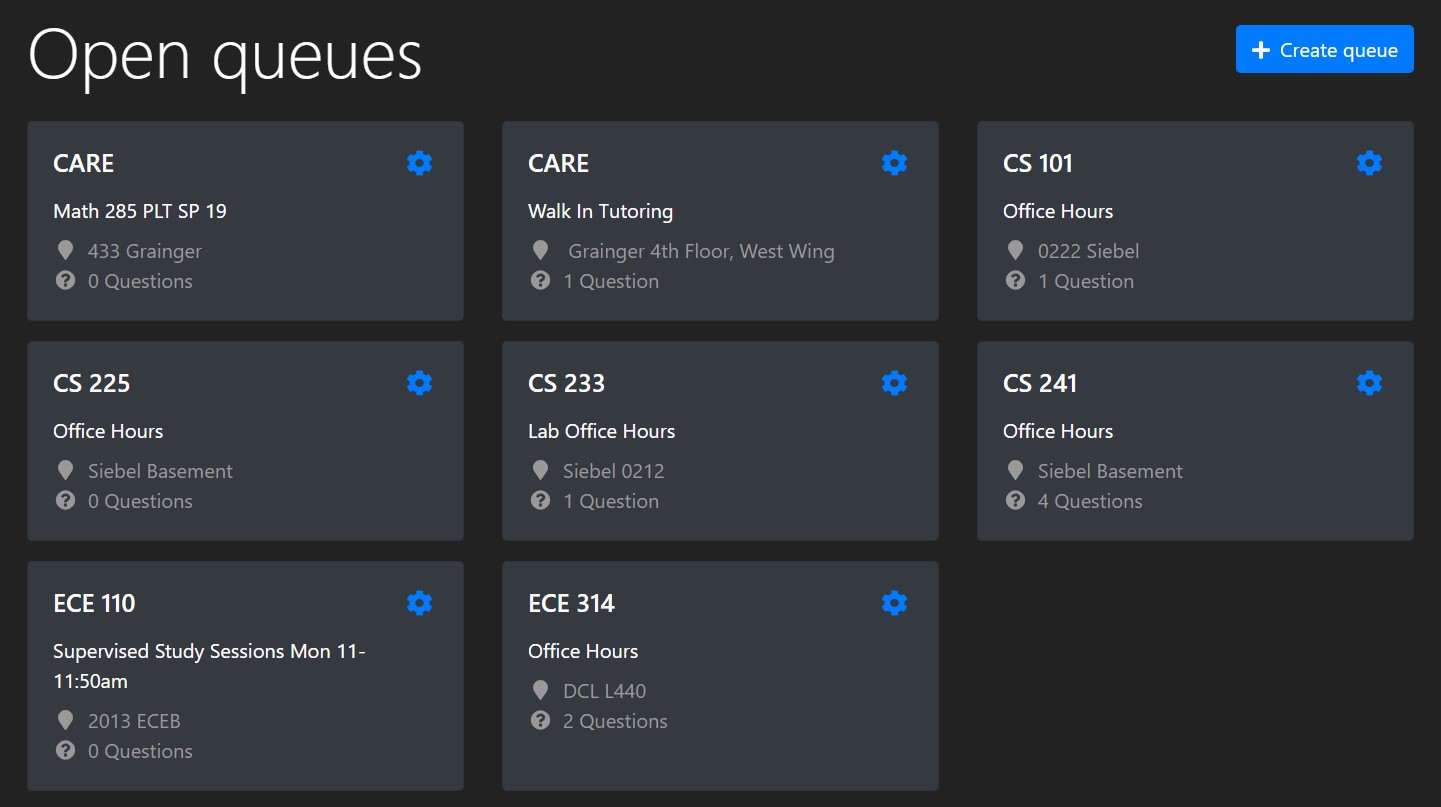 Open queues
Create queue
CARE
Math 285 PLT SP 19
433 Grainger
0 Questions
CARE
Walk In Tutoring
Grainger 4th Floor, West Wing
1 Question
CS 101
Office Hours
0222 Siebel
1 Question
CS 225
Office Hours
Siebel Basement
0 Questions
CS 233
Lab Office Hours
Siebel 0212
1 Question
CS 241
Office Hours
Siebel Basement
4 Questions
ECE 110
Supervised Study Sessions Mon 11-
11:50am
2013 ECEB
0 Questions
ECE 314
Office Hours
DCL L440
2 Questions